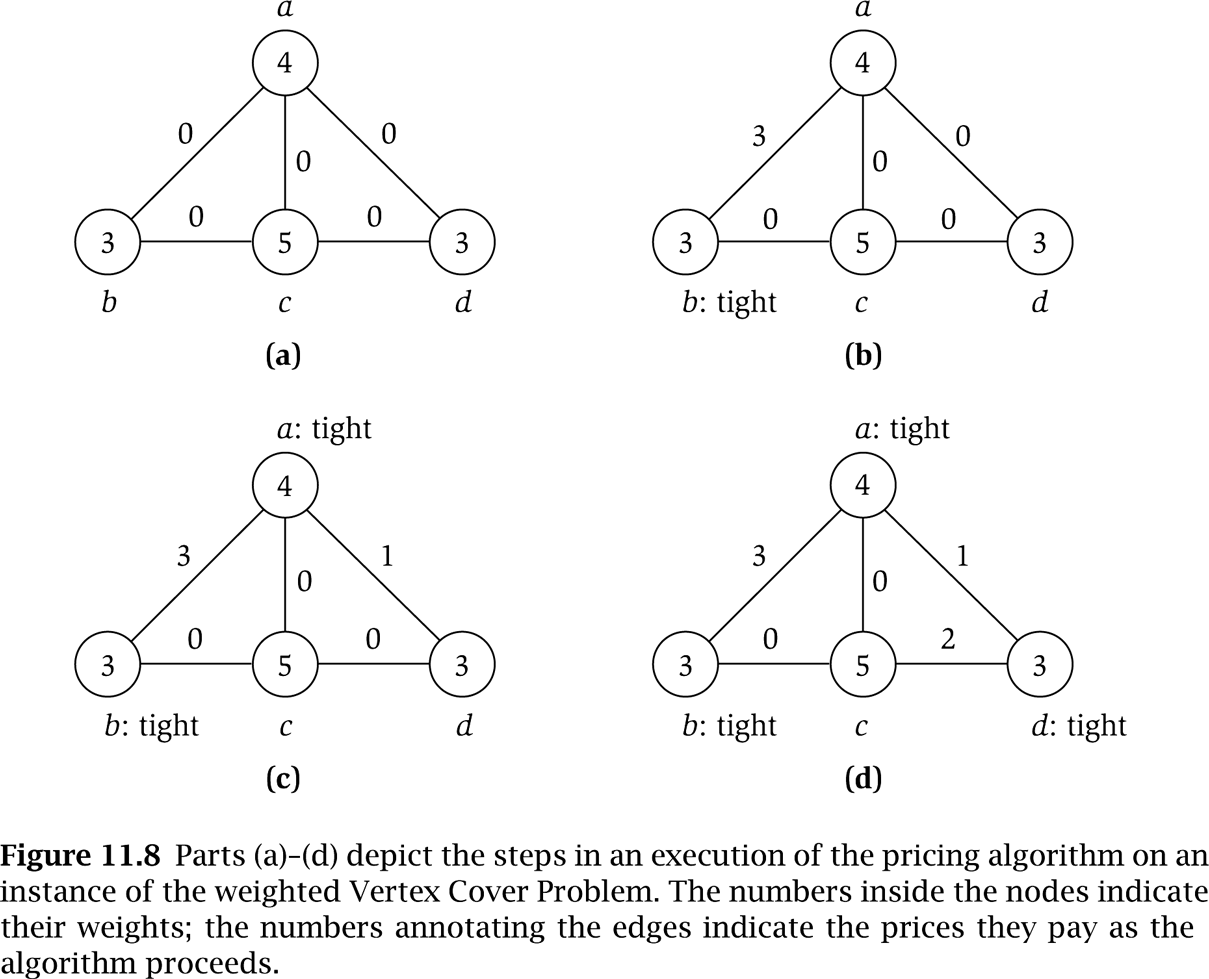 a
4
0
0
0
0
0
3
5
3
b
c
d
(a)
a
4
3
0
0
0
0
3
5
3
b: tight
c
d
(b)
a: tight
4
3
1
0
0
0
3
5
3
b: tight
c
d
(c)
a: tight
4
3
1
0
0
2
3
5
3
b: tight
c
d: tight
(d)
Figure 11.8 Parts (a)–(d) depict the steps in an execution of the pricing algorithm on an
instance of the weighted Vertex Cover Problem. The numbers inside the nodes indicate
their weights; the numbers annotating the edges indicate the prices they pay as the
algorithm proceeds.